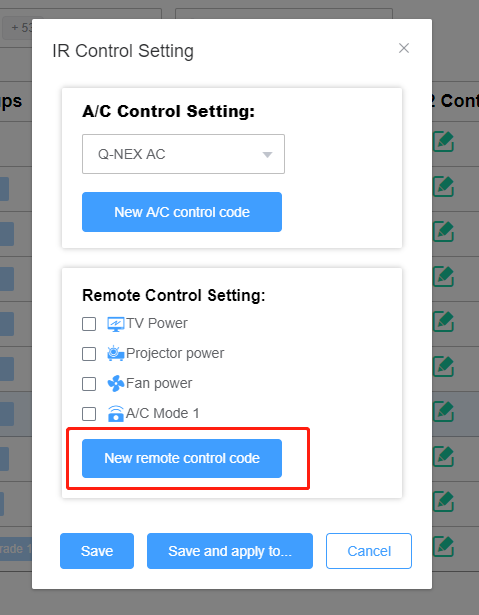 + 53
IR Control Setting
ps
2 Cont
A/C Control Setting:
Q-NEX AC
New A/C control code
Remote Control Setting:
TV Power
Projector power
Fan power
A/C Mode 1
New remote control code
rade 1
Save
Save and apply to...
Cancel